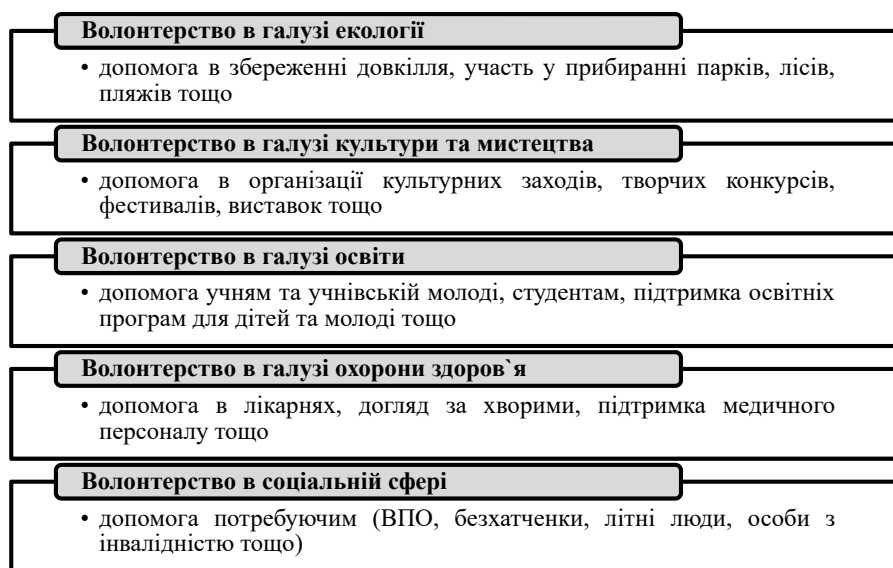 Волонтерство в галузі екології
• допомога в збереженні довкілля, участь у прибиранні парків, лісів,
пляжів тощо
Волонтерство в галузі культури та мистецтва
• допомога в організації культурних заходів, творчих конкурсів,
фестивалів, виставок тощо
Волонтерство в галузі освіти
• допомога учням та учнівській молоді, студентам, підтримка освітніх
програм для дітей та молоді тощо
Волонтерство в галузі охорони здоров`я
• допомога в лікарнях, догляд за хворими, підтримка медичного
персоналу тощо
Волонтерство в соціальній сфері
• допомога потребуючим (ВПО, безхатченки, літні люди, особи з
інвалідністю тощо)